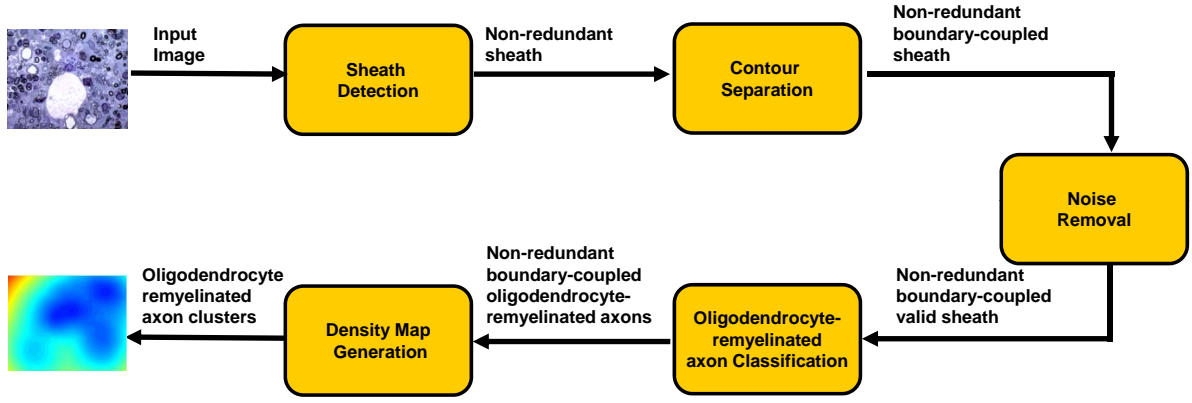 Input
Image
Sheath
Detection
Non-redundant
sheath
Contour
Separation
Non-redundant
boundary-coupled
sheath
Noise
Removal
Non-redundant
boundary-coupled
valid sheath
Oligodendrocyte-
remyelinated
axon Classification
Non-redundant
boundary-coupled
oligodendrocyte-
remyelinated axons
Density Map
Generation
Oligodendrocyte
remyelinated
axon clusters